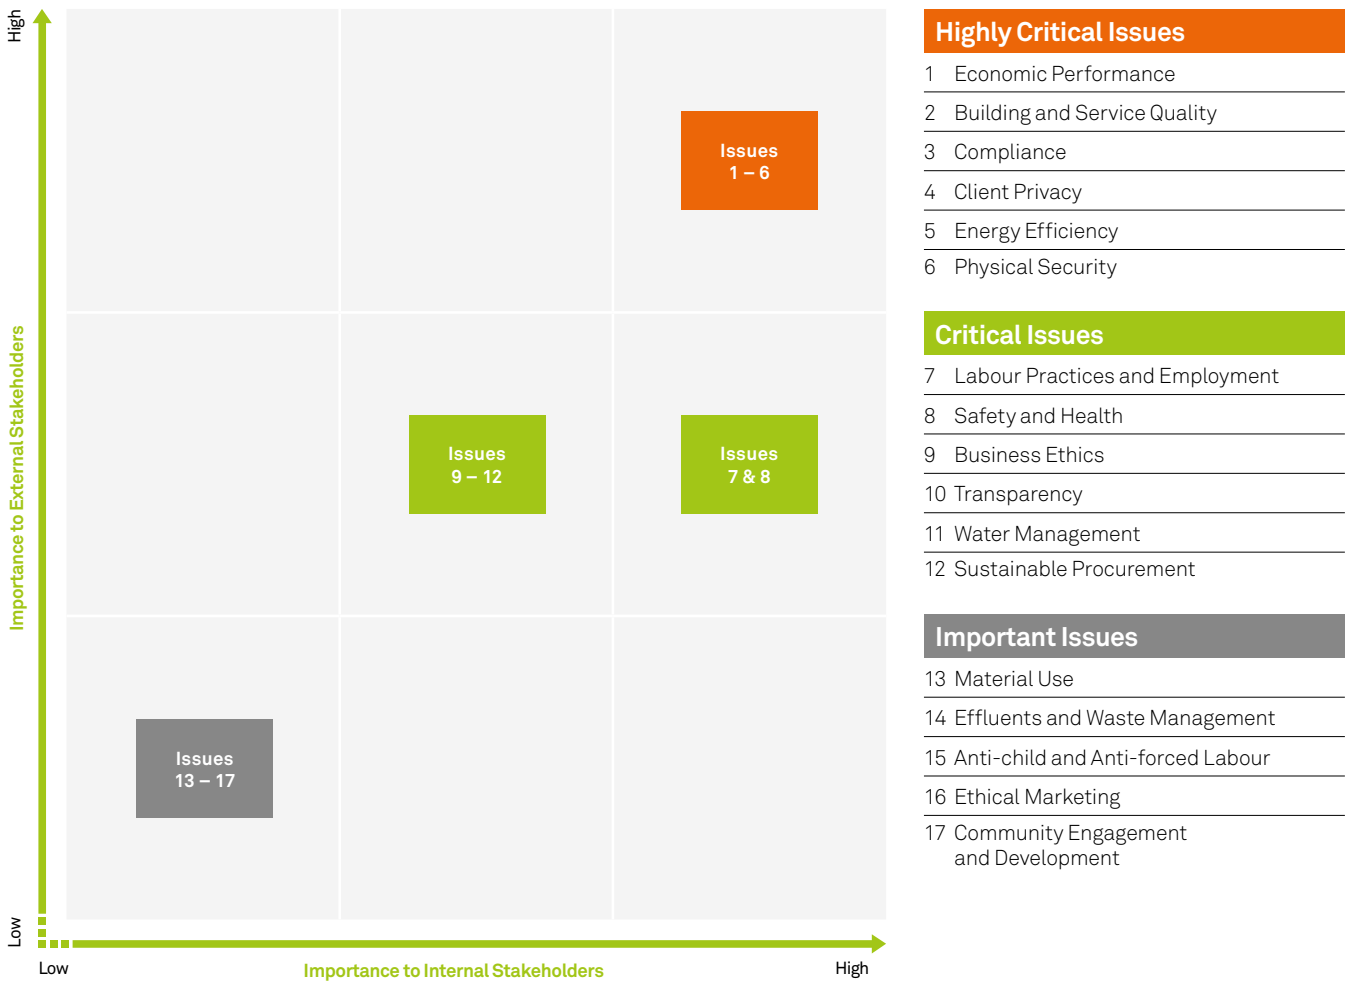 High
Importance to External Stakeholders
Low
Issues
1 – 6
Issues
9 – 12
Issues
7 & 8
Issues
13 – 17
Low
Importance to Internal Stakeholders
High
Highly Critical Issues
1 Economic Performance
2 Building and Service Quality
3 Compliance
4 Client Privacy
5 Energy Efficiency
6 Physical Security
Critical Issues
7 Labour Practices and Employment
8 Safety and Health
9 Business Ethics
10 Transparency
11 Water Management
12 Sustainable Procurement
Important Issues
13 Material Use
14 Effluents and Waste Management
15 Anti-child and Anti-forced Labour
16 Ethical Marketing
17 Community Engagement
and Development